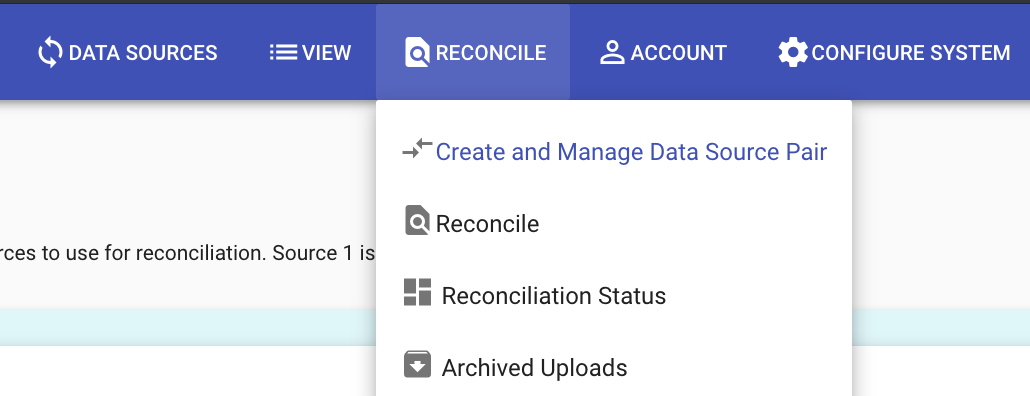 DATA SOURCES VIEW RECONCILE ACCOUNT CONFIGURE SYSTEM
Create and Manage Data Source Pair
Reconcile
to use for reconciliation. Source 1 is
Reconciliation Status
Archived Uploads